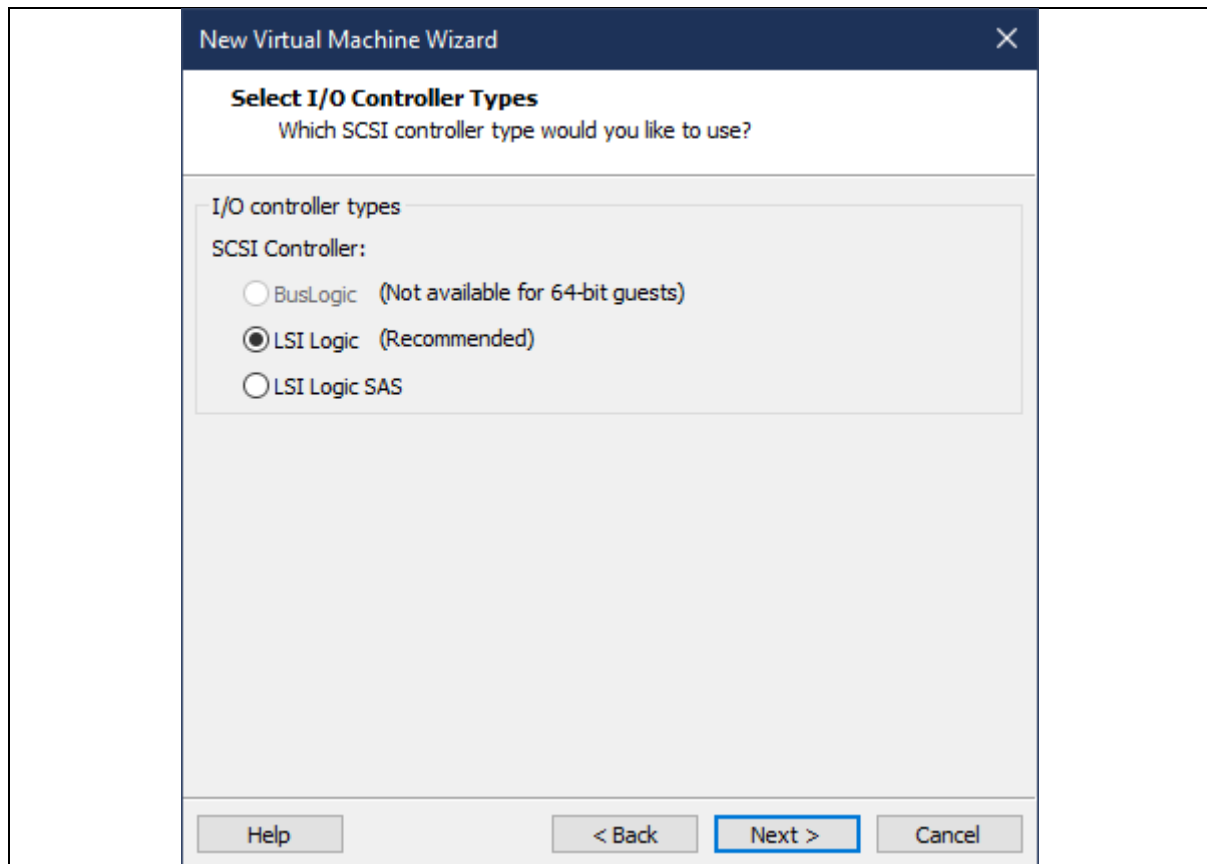 New Virtual Machine Wizard
Select I/O Controller Types
Which SCSI controller type would you like to use?
I/O controller types
SCSI Controller:
BusLogic (Not available for 64-bit guests)
LSI Logic (Recommended)
LSI Logic SAS
Help < Back Next > Cancel